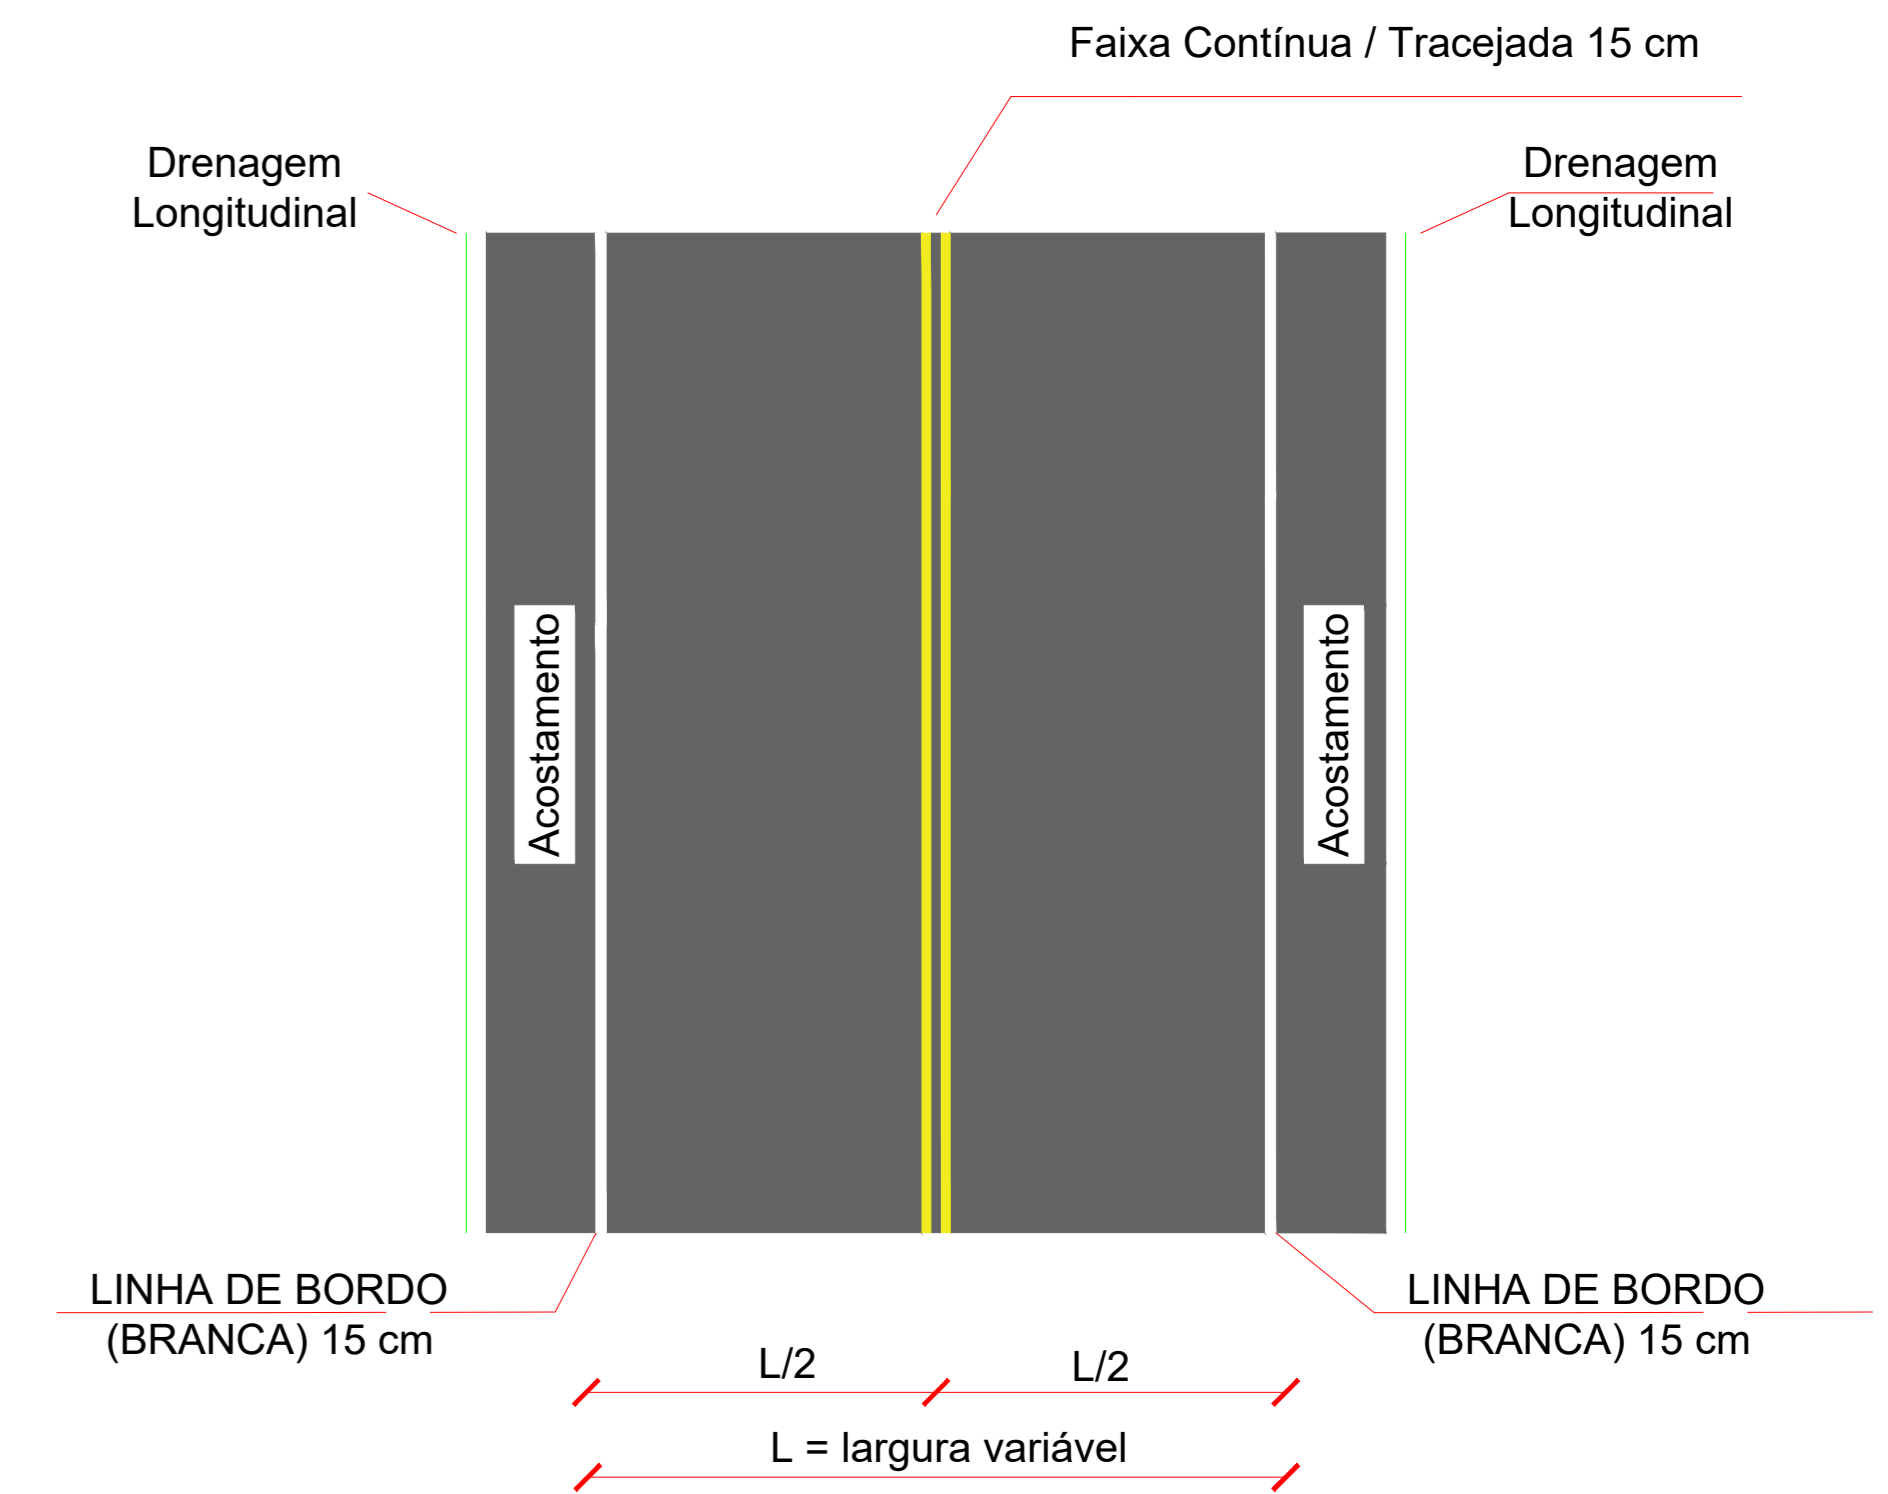 Faixa Contínua / Tracejada 15 cm
Drenagem
Longitudinal
Drenagem
Longitudinal
Acostamento
Acostamento
LINHA DE BORDO
(BRANCA) 15 cm
LINHA DE BORDO
(BRANCA) 15 cm
L/2
L/2
L = largura variável